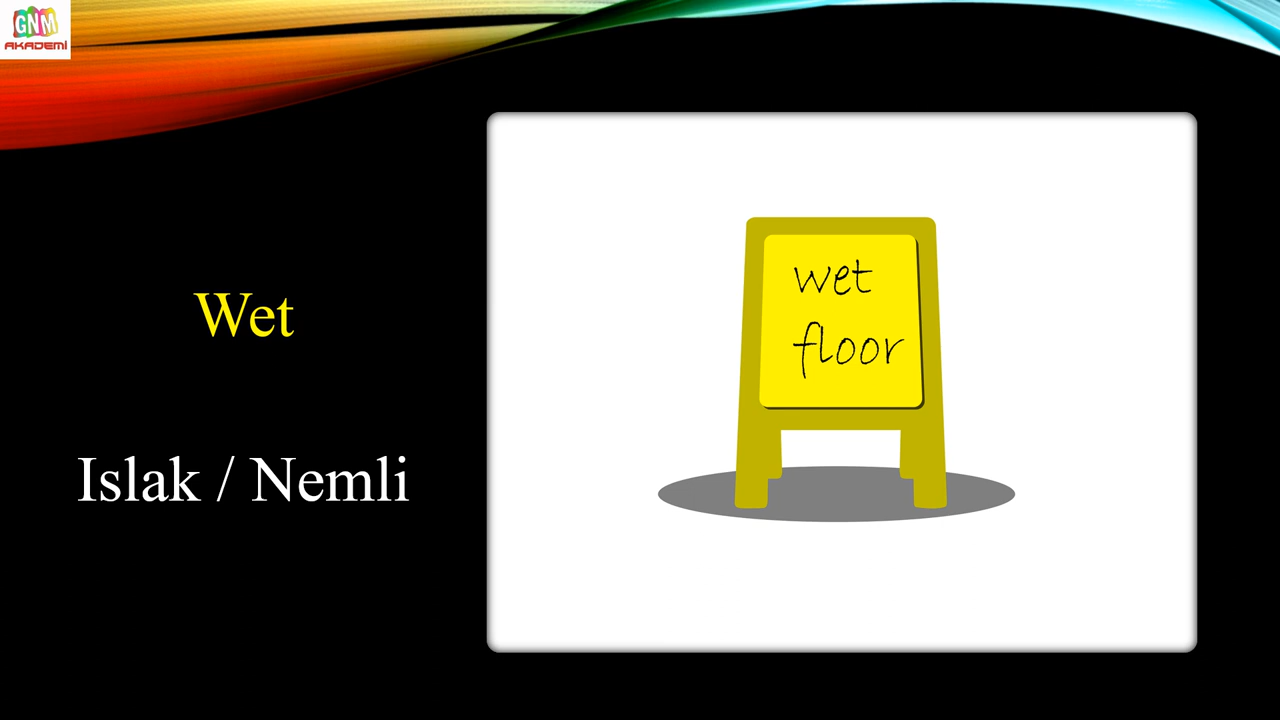 GNM
AKADEMİ
Wet
Islak / Nemli
wet
floor